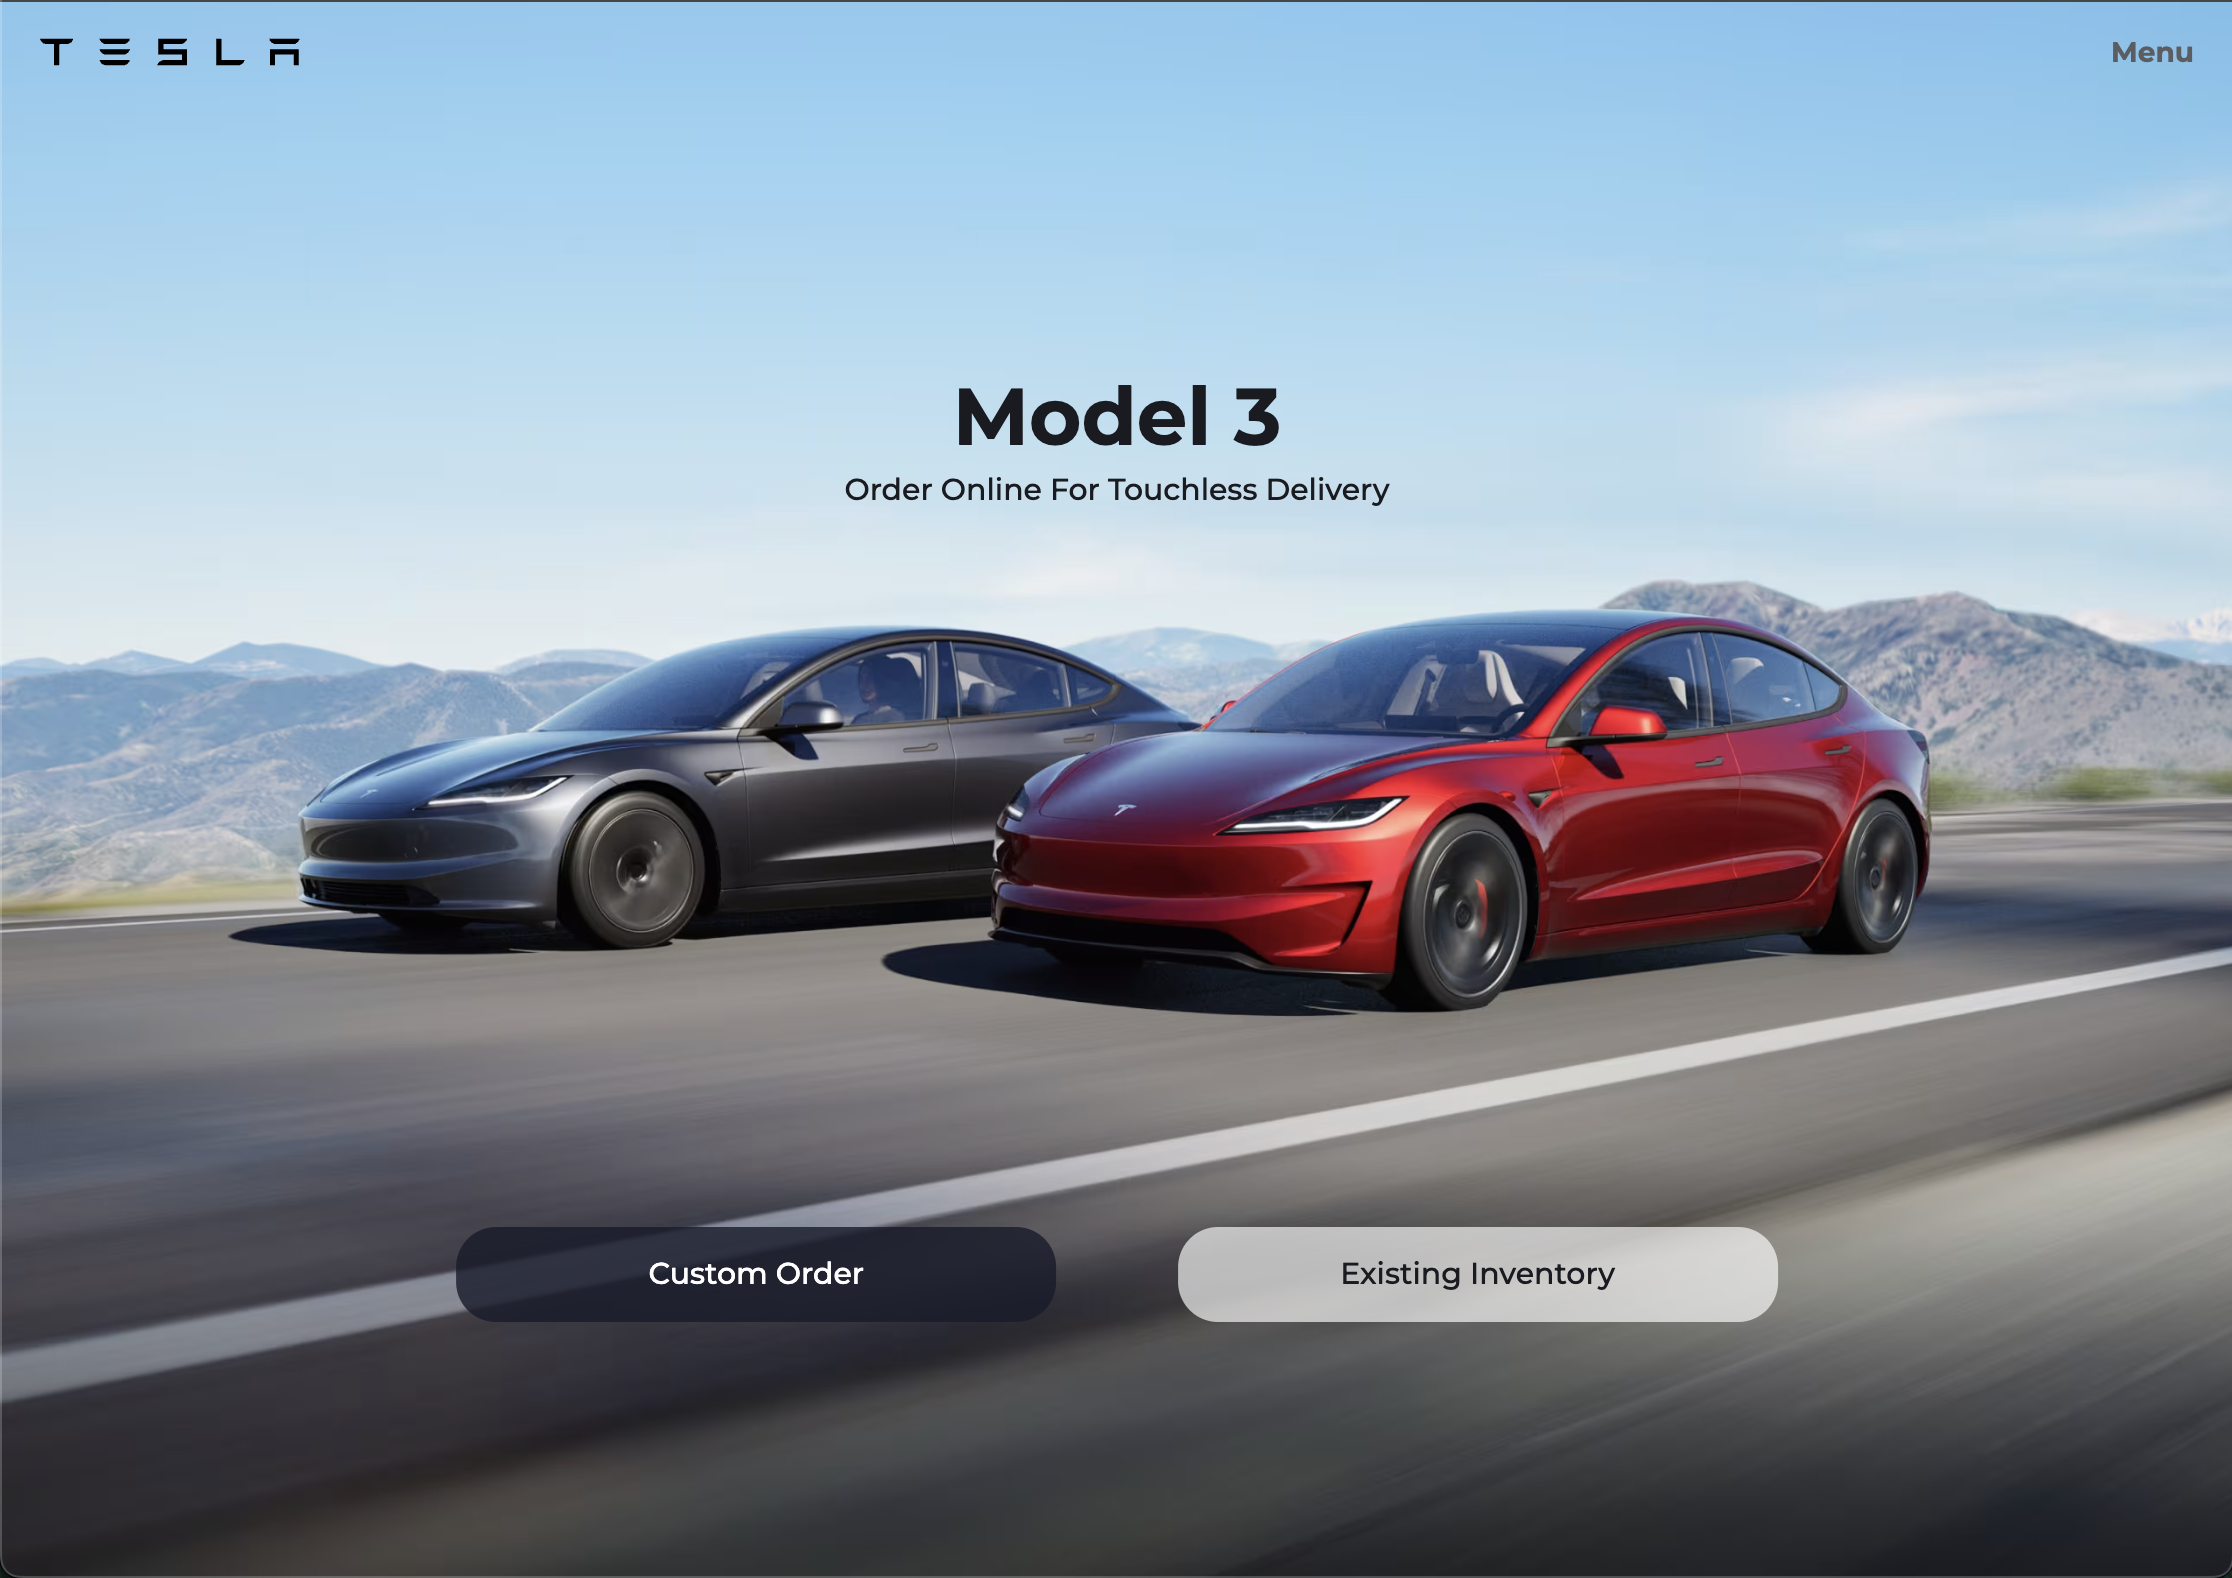 TESLA
Menu
Model 3
Order Online For Touchless Delivery
Custom Order
Existing Inventory